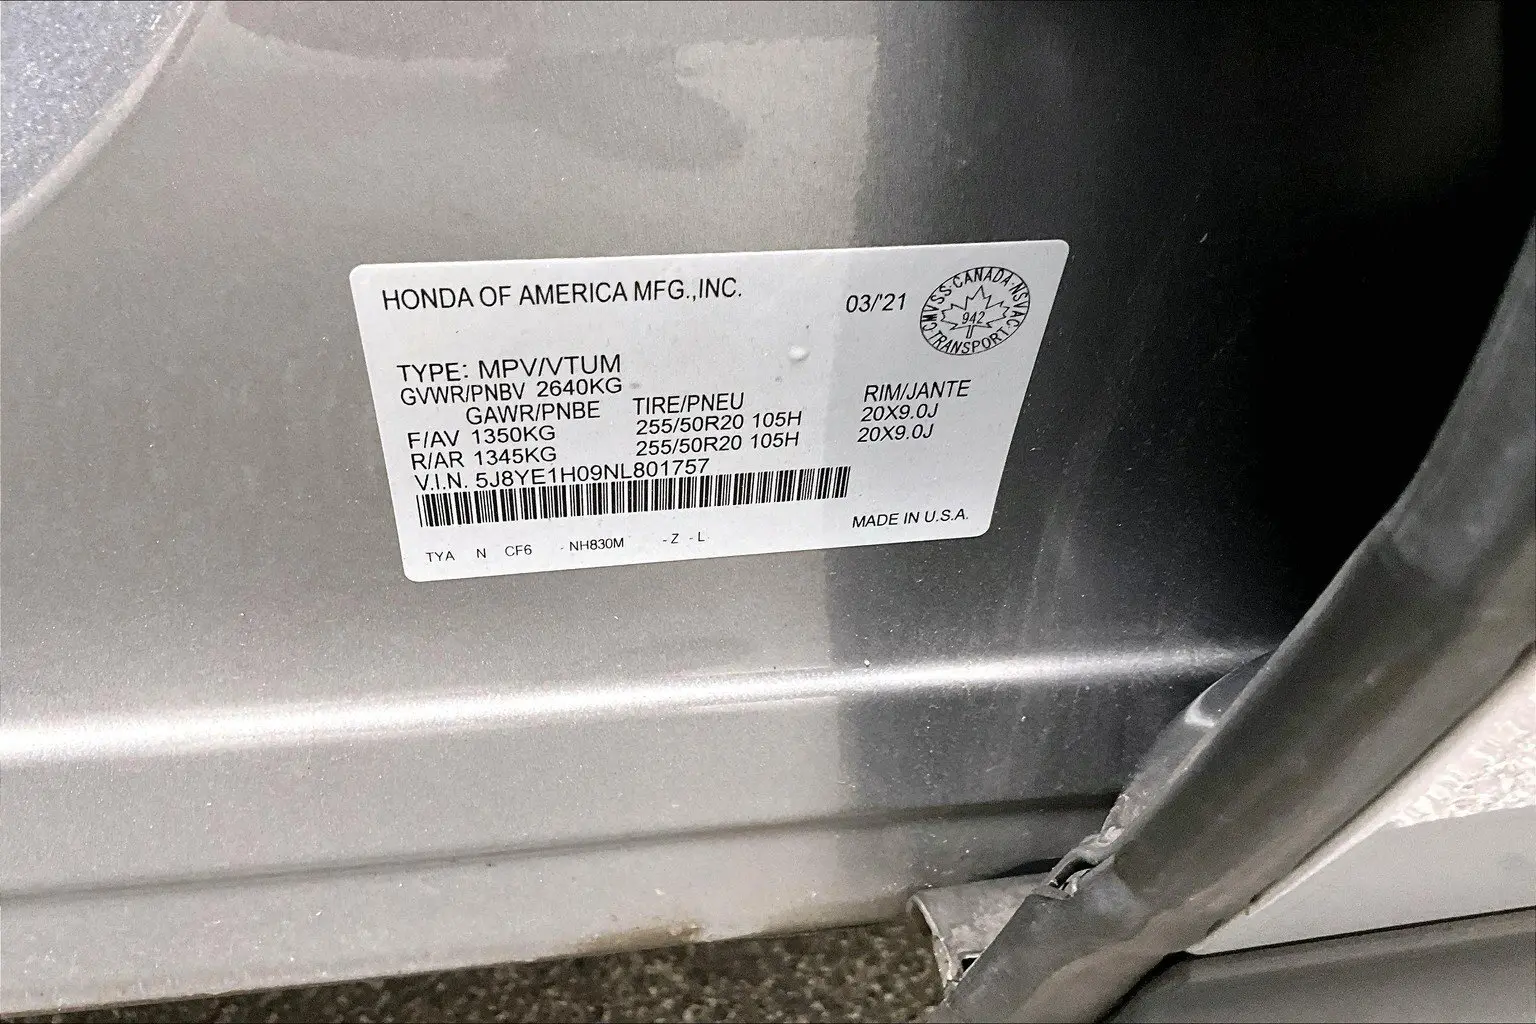 HONDA OF AMERICA MFG.,INC.
03/'21
CMVSS·CANADA·NSVAC·TRANSPORT·
942
TYPE: MPV/VTUM
GVWR/PNBV 2640KG
GAWR/PNBE TIRE/PNEU RIM/JANTE
F/AV 1350KG 255/50R20 105H 20X9.0J
R/AR 1345KG 255/50R20 105H 20X9.0J
V.I.N. 5J8YE1H09NL801757
MADE IN U.S.A.
TYA N CF6 - NH830M - Z - L